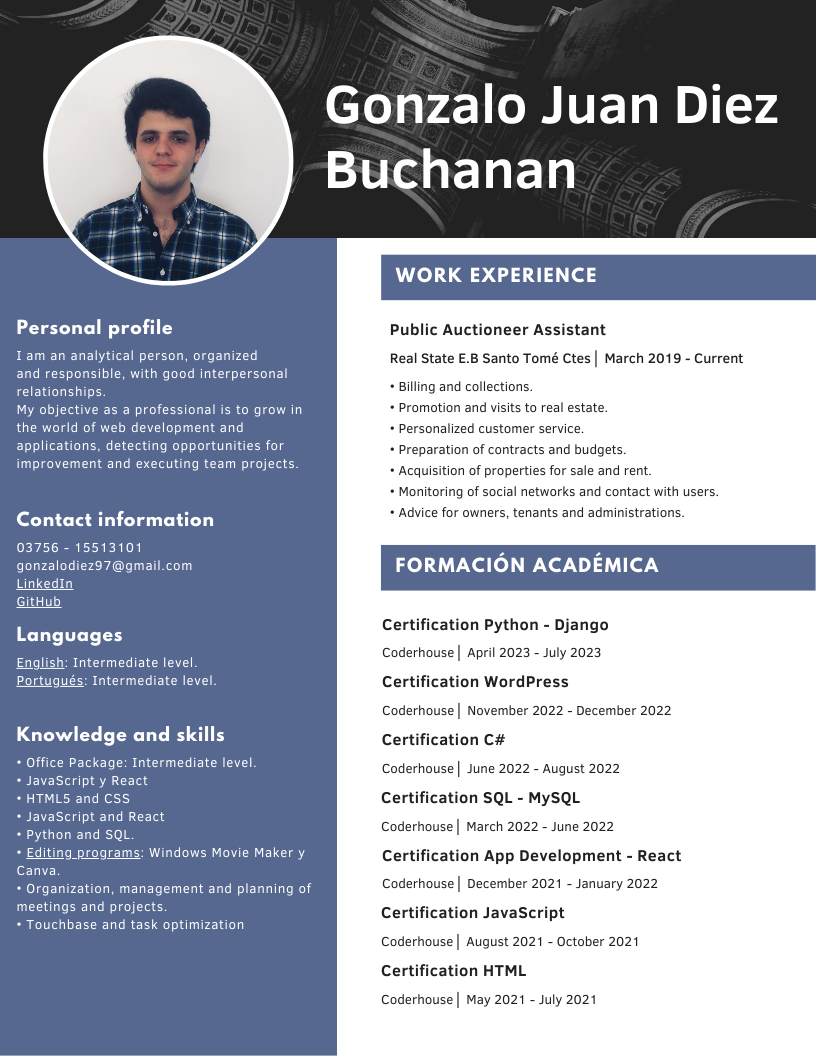 Gonzalo Juan Diez
Buchanan
Personal profile
I am an analytical person, organized
and responsible, with good interpersonal
relationships.
My objective as a professional is to grow in
the world of web development and
applications, detecting opportunities for
improvement and executing team projects.
Contact information
03756 - 15513101
gonzalodiez97@gmail.com
LinkedIn
GitHub
Languages
English: Intermediate level.
Portugués: Intermediate level.
Knowledge and skills
• Office Package: Intermediate level.
• JavaScript y React
• HTML5 and CSS
• JavaScript and React
• Python and SQL.
• Editing programs: Windows Movie Maker y
Canva.
• Organization, management and planning of
meetings and projects.
• Touchbase and task optimization
WORK EXPERIENCE
Public Auctioneer Assistant
Real State E.B Santo Tomé Ctes| March 2019 - Current
• Billing and collections.
• Promotion and visits to real estate.
• Personalized customer service.
• Preparation of contracts and budgets.
• Acquisition of properties for sale and rent.
• Monitoring of social networks and contact with users.
• Advice for owners, tenants and administrations.
FORMACIÓN ACADÉMICA
Certification Python - Django
Coderhouse| April 2023 - July 2023
Certification WordPress
Coderhouse| November 2022 - December 2022
Certification C#
Coderhouse| June 2022 - August 2022
Certification SQL - MySQL
Coderhouse| March 2022 - June 2022
Certification App Development - React
Coderhouse| December 2021 - January 2022
Certification JavaScript
Coderhouse| August 2021 - October 2021
Certification HTML
Coderhouse| May 2021 - July 2021